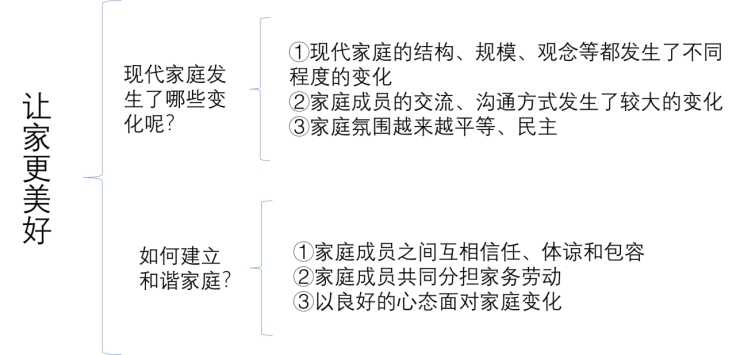 让家更美好
现代家庭发
生了哪些变
化呢?
①现代家庭的结构、规模、观念等都发生了不同
程度的变化
②家庭成员的交流、沟通方式发生了较大的变化
③家庭氛围越来越平等、民主
如何建立
和谐家庭?
①家庭成员之间互相信任、体谅和包容
②家庭成员共同分担家务劳动
③以良好的心态面对家庭变化